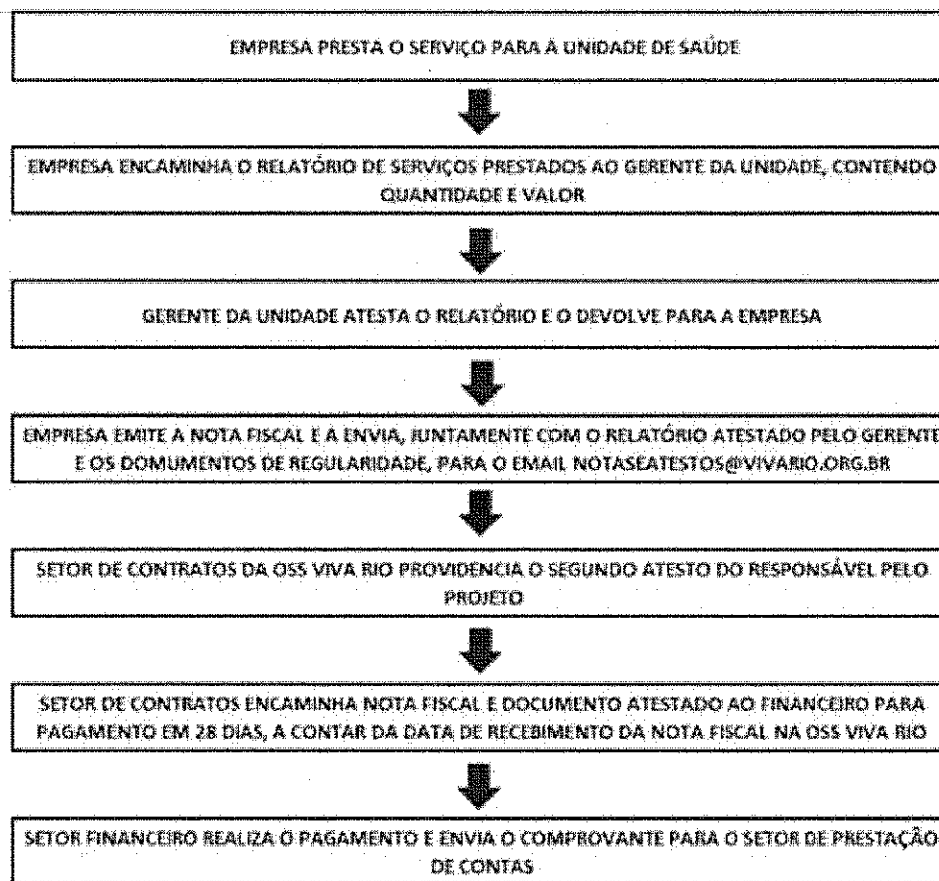 EMPRESA PRESTA O SERVIÇO PARA A UNIDADE DE SAÚDE
EMPRESA ENCAMINHA O RELATÓRIO DE SERVIÇOS PRESTADOS AO GERENTE DA UNIDADE, CONTENDO
QUANTIDADE E VALOR
GERENTE DA UNIDADE ATESTA O RELATÓRIO E O DEVOLVE PARA A EMPRESA
EMPRESA EMITE A NOTA FISCAL E A ENVIA, JUNTAMENTE COM O RELATÓRIO ATESTADO PELO GERENTE
E OS DOMUMENTOS DE REGULARIDADE, PARA O EMAIL NOTASEATESTOS@VIVARIO.ORG.BR
SETOR DE CONTRATOS DA OSS VIVA RIO PROVIDENCIA O SEGUNDO ATESTO DO RESPONSÁVEL PELO
PROJETO
SETOR DE CONTRATOS ENCAMINHA NOTA FISCAL E DOCUMENTO ATESTADO AO FINANCEIRO PARA
PAGAMENTO EM 28 DIAS, A CONTAR DA DATA DE RECEBIMENTO DA NOTA FISCAL NA OSS VIVA RIO
SETOR FINANCEIRO REALIZA O PAGAMENTO E ENVIA O COMPROVANTE PARA O SETOR DE PRESTAÇÃO
DE CONTAS